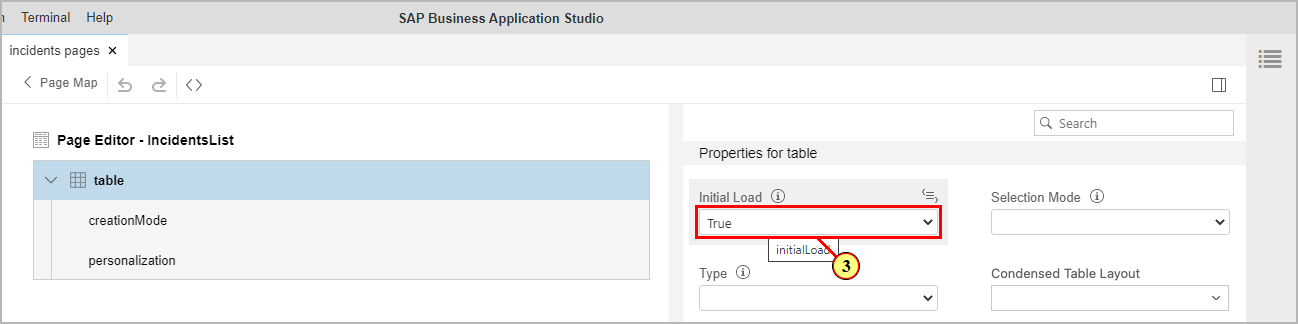 Terminal Help SAP Business Application Studio
incidents pages ×
Page Map
Search
Page Editor - IncidentsList
Properties for table
table
Initial Load
Selection Mode
creationMode
True
initialLoad
3
personalization
Type
Condensed Table Layout